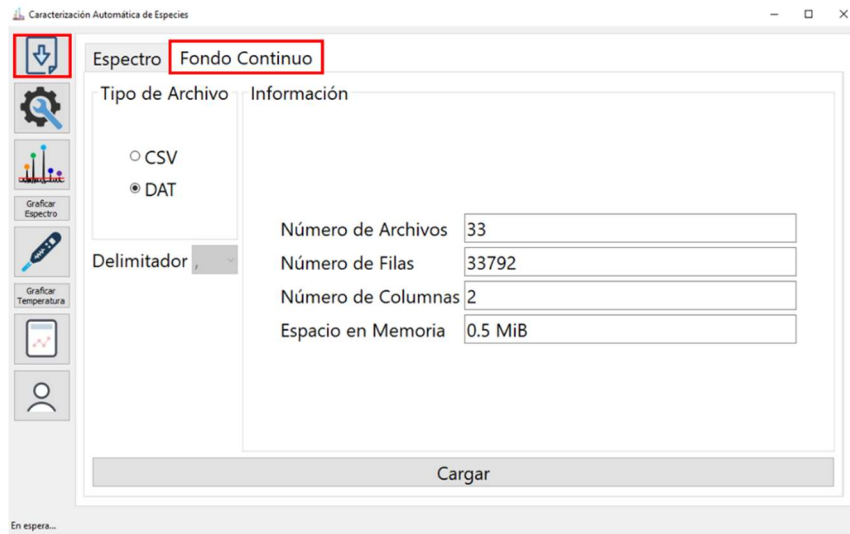 Caracterización Automática de Especies
Espectro Fondo Continuo
Tipo de Archivo
CSV
DAT
Delimitador ,
Información
Número de Archivos 33
Número de Filas 33792
Número de Columnas 2
Espacio en Memoria 0.5 MiB
Graficar
Espectro
Graficar
Temperatura
Cargar
En espera...